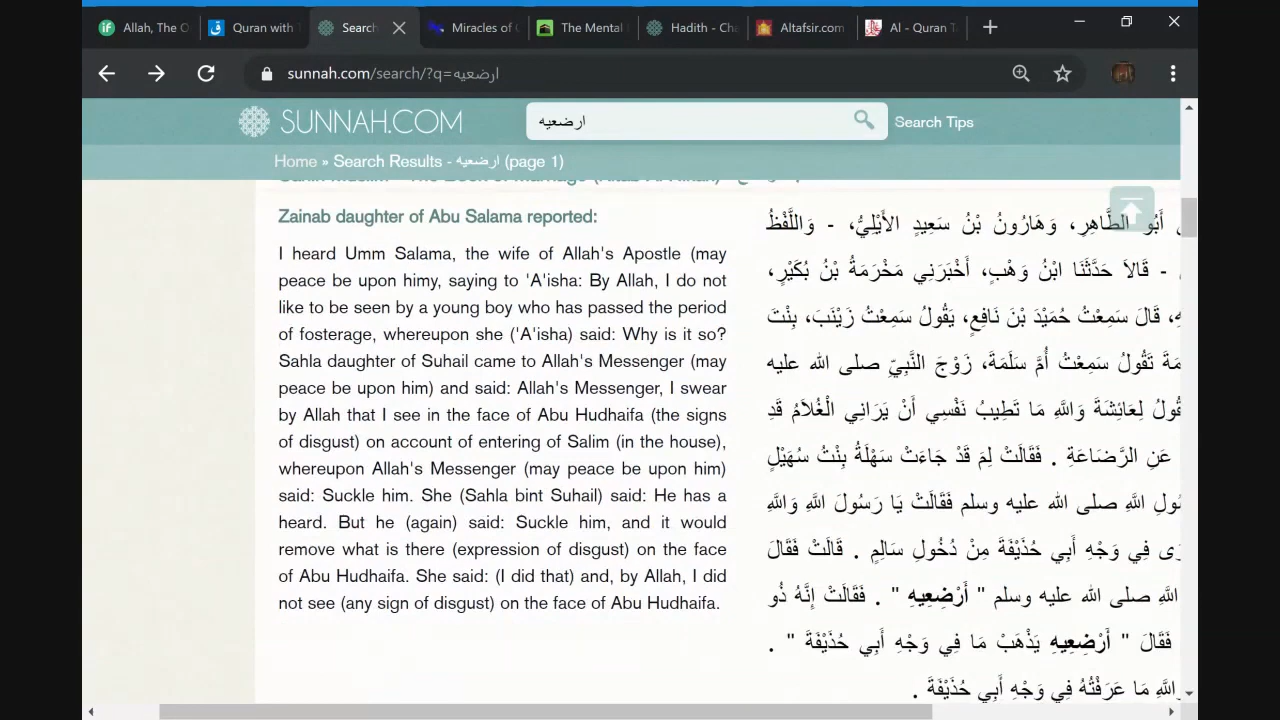 Allah, The O
Quran with T
Search
Miracles of
The Mental
Hadith - Che
Altafsir.com
Al - Quran T
sunnah.com/search/?q=ارضعيه
SUNNAH.COM
ارضعيه
Search Tips
Home » Search Results - ارضعيه (page 1)
Zainab daughter of Abu Salama reported:
I heard Umm Salama, the wife of Allah's Apostle (may
peace be upon himy, saying to 'A'isha: By Allah, I do not
like to be seen by a young boy who has passed the period
of fosterage, whereupon she ('A'isha) said: Why is it so?
Sahla daughter of Suhail came to Allah's Messenger (may
peace be upon him) and said: Allah's Messenger, I swear
by Allah that I see in the face of Abu Hudhaifa (the signs
of disgust) on account of entering of Salim (in the house),
whereupon Allah's Messenger (may peace be upon him)
said: Suckle him. She (Sahla bint Suhail) said: He has a
heard. But he (again) said: Suckle him, and it would
remove what is there (expression of disgust) on the face
of Abu Hudhaifa. She said: (I did that) and, by Allah, I did
not see (any sign of disgust) on the face of Abu Hudhaifa.
أَبُو الطَّاهِرِ، وَهَارُونُ بْنُ سَعِيدٍ الأَيْلِيُّ، - وَاللَّفْظُ
- قَالاَ حَدَّثَنَا ابْنُ وَهْبٍ، أَخْبَرَنِي مَخْرَمَةُ بْنُ بُكَيْرٍ،
قَالَ سَمِعْتُ حُمَيْدَ بْنَ نَافِعٍ، يَقُولُ سَمِعْتُ زَيْنَبَ، بِنْتَ
تَقُولُ سَمِعْتُ أُمَّ سَلَمَةَ، زَوْجَ النَّبِيِّ صلى الله عليه
لِعَائِشَةَ وَاللَّهِ مَا تَطِيبُ نَفْسِي أَنْ يَرَانِي الْغُلاَمُ قَدِ
عَنِ الرَّضَاعَةِ . فَقَالَتْ لِمَ قَدْ جَاءَتْ سَهْلَةُ بِنْتُ سُهَيْلٍ
اللَّهِ صلى الله عليه وسلم فَقَالَتْ يَا رَسُولَ اللَّهِ وَاللَّهِ
فِي وَجْهِ أَبِي حُذَيْفَةَ مِنْ دُخُولِ سَالِمٍ . قَالَتْ فَقَالَ
اللَّهِ صلى الله عليه وسلم " أَرْضِعِيهِ " . فَقَالَتْ إِنَّهُ ذُو
فَقَالَ " أَرْضِعِيهِ يَذْهَبْ مَا فِي وَجْهِ أَبِي حُذَيْفَةَ " .
اللَّهِ مَا عَرَفْتُهُ فِي وَجْهِ أَبِي حُذَيْفَةَ .